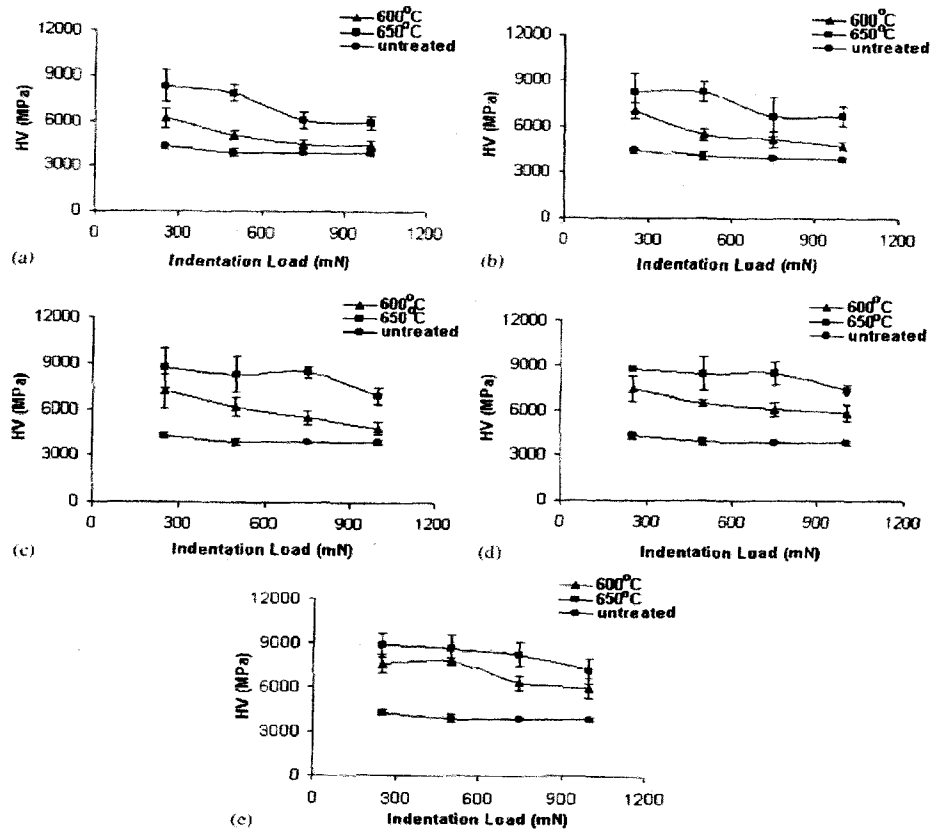 600°C
650°C
untreated
12000
9000
6000
3000
0
HV (MPa)
0 300 600 900 1200
(a) Indentation Load (mN)
600°C
650°C
untreated
12000
9000
6000
3000
0
HV (MPa)
0 300 600 900 1200
(b) Indentation Load (mN)
600°C
650°C
untreated
12000
9000
6000
3000
0
HV (MPa)
0 300 600 900 1200
(c) Indentation Load (mN)
600°C
650°C
untreated
12000
9000
6000
3000
0
HV (MPa)
0 300 600 900 1200
(d) Indentation Load (mN)
600°C
650°C
untreated
12000
9000
6000
3000
0
HV (MPa)
0 300 600 900 1200
(e) Indentation Load (mN)